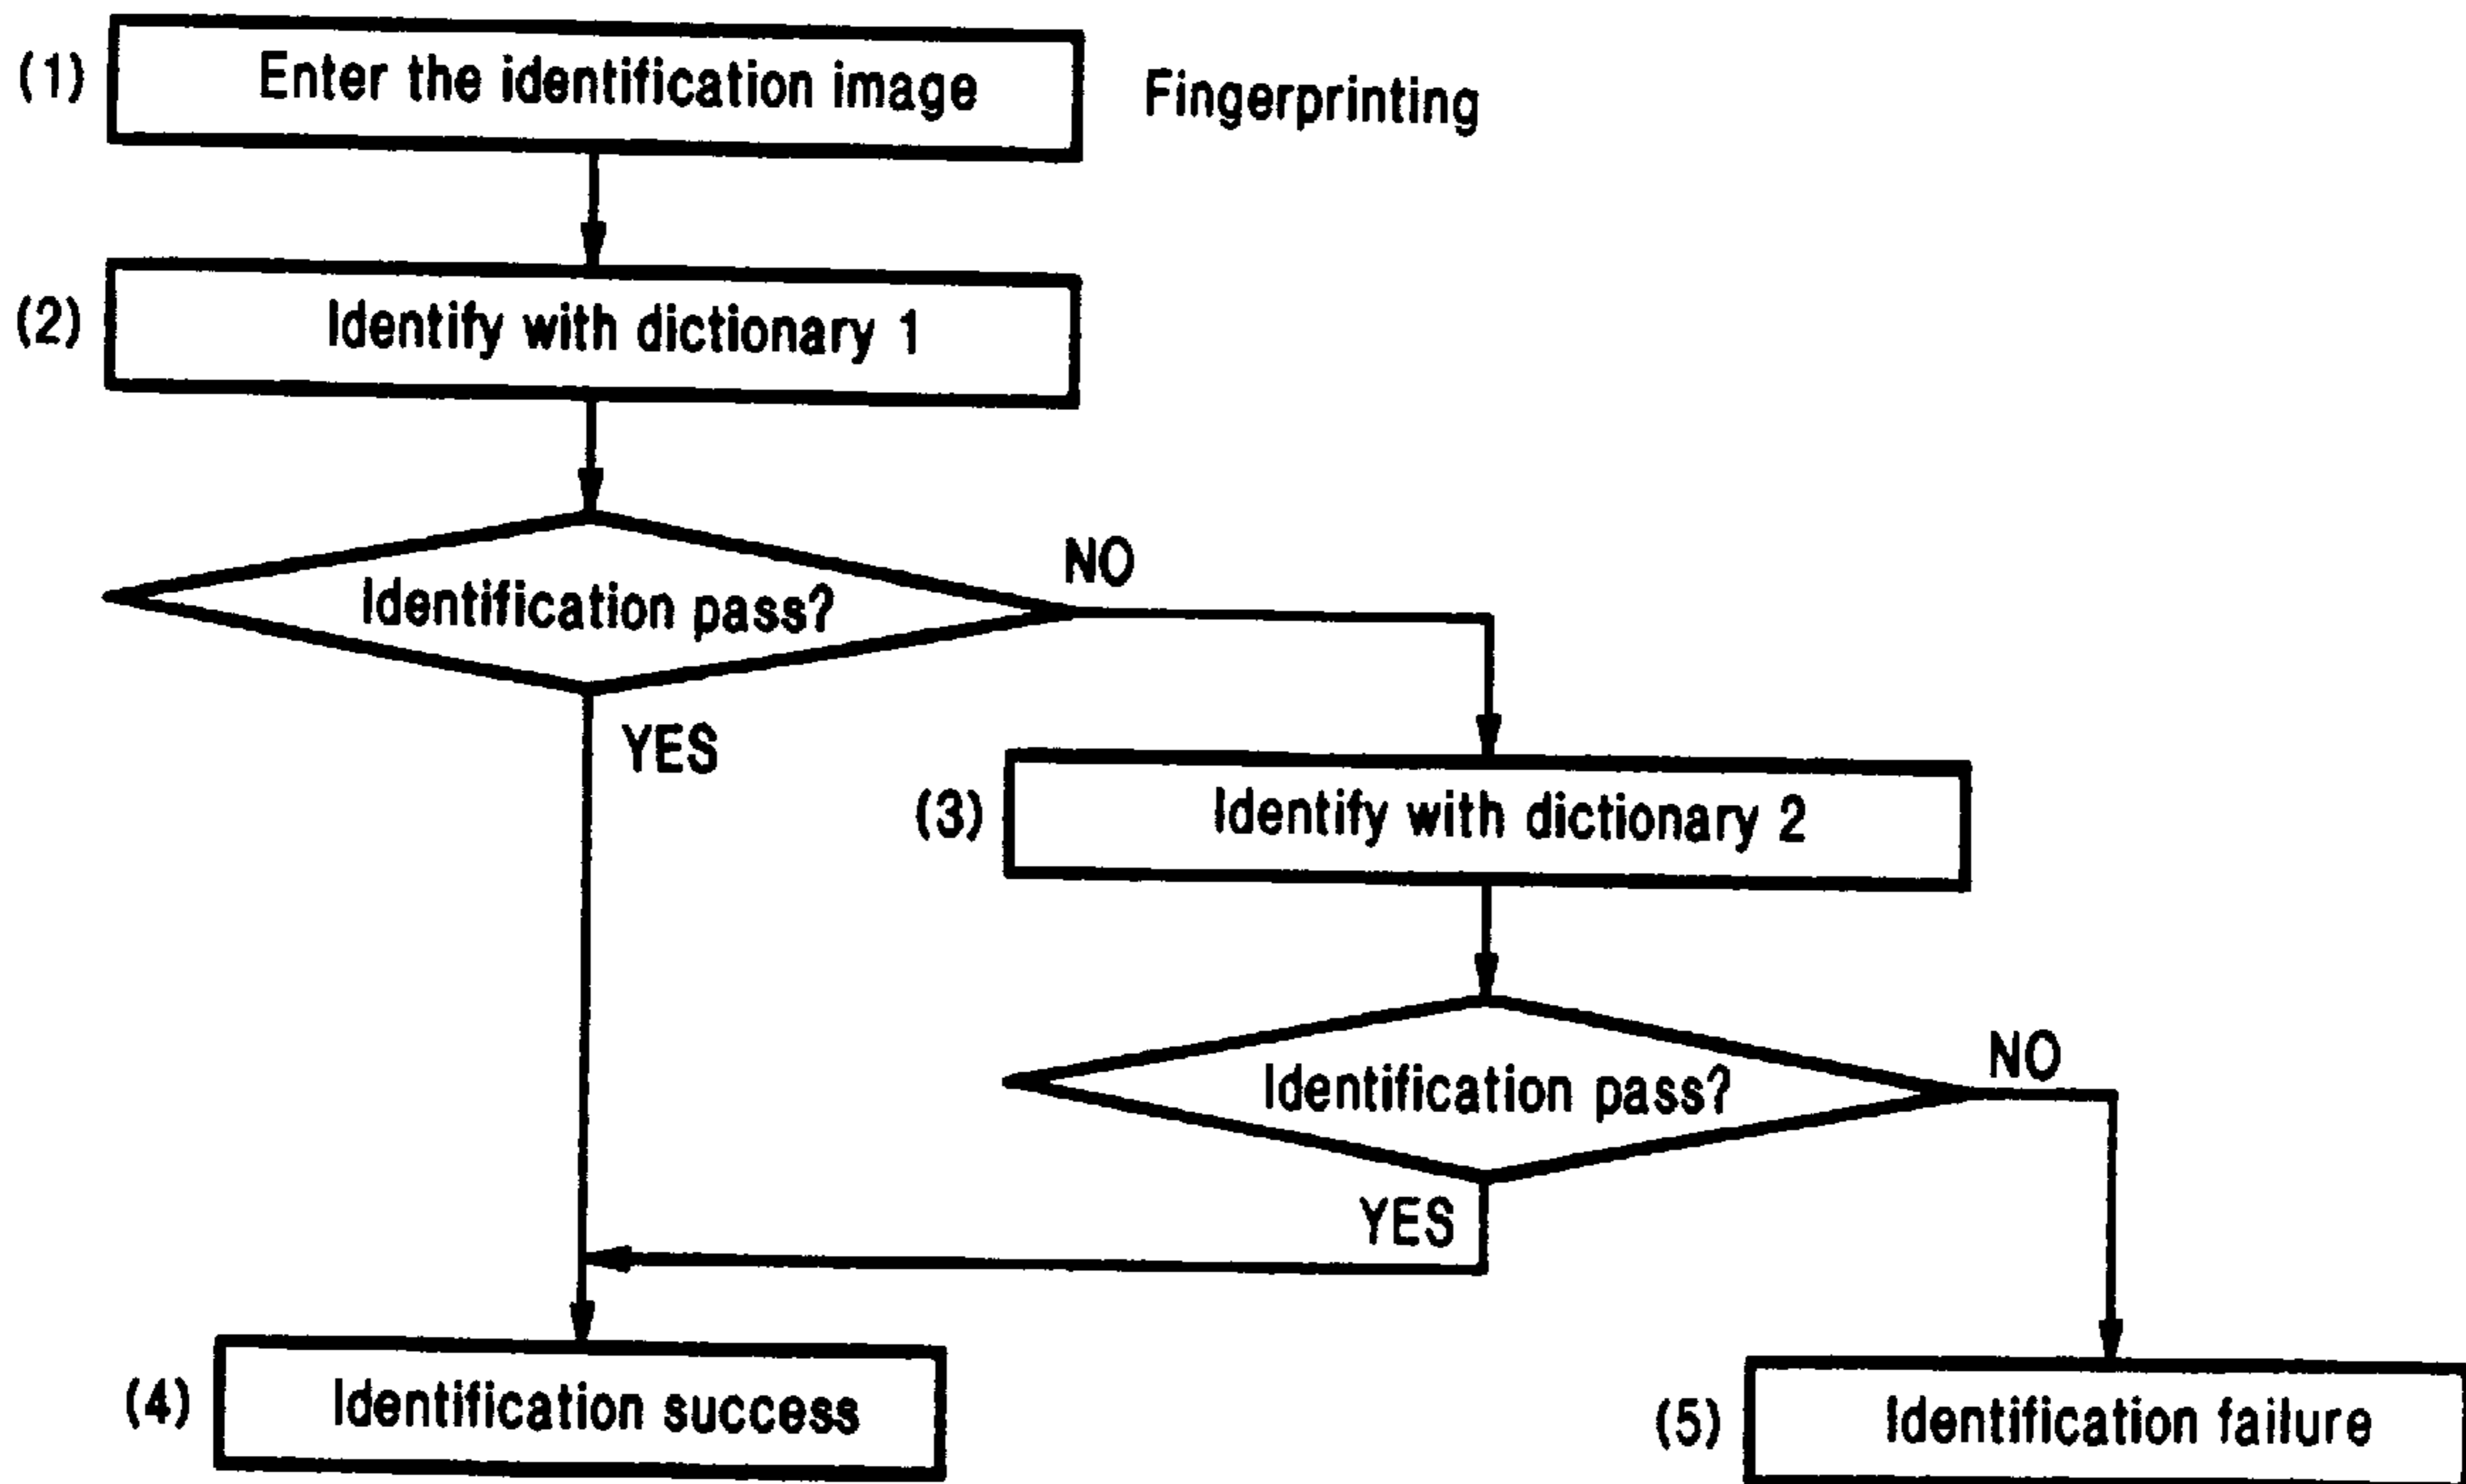 (1) Enter the identification image Fingerprinting
(2) Identify with dictionary 1
Identification pass?
NO
YES
(3) Identify with dictionary 2
Identification pass?
NO
YES
(4) Identification success
(5) Identification failure